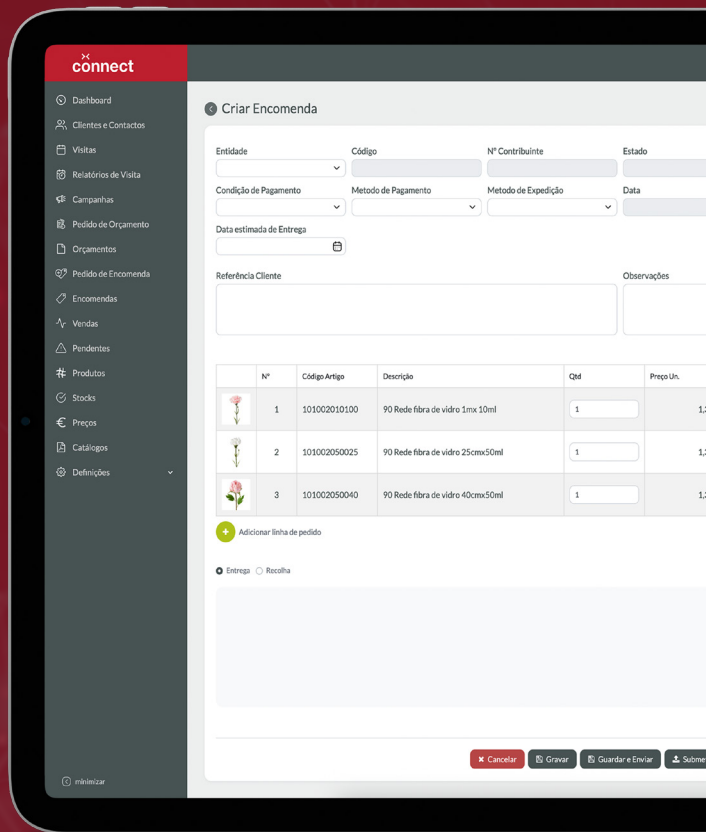 connect
Dashboard
Clientes e Contactos
Visitas
Relatórios de Visita
Campanhas
Pedido de Orçamento
Orçamentos
Pedido de Encomenda
Encomendas
Vendas
Pendentes
Produtos
Stocks
Preços
Catálogos
Definições
minimizar
Criar Encomenda
Entidade Código Nº Contribuinte Estado
Condição de Pagamento Metodo de Pagamento Metodo de Expedição Data
Data estimada de Entrega
Referência Cliente Observações
Nº Código Artigo Descrição Qtd Preço Un.
1 101002010100 90 Rede fibra de vidro 1mx 10ml 1
2 101002050025 90 Rede fibra de vidro 25cmx50ml 1
3 101002050040 90 Rede fibra de vidro 40cmx50ml 1
Adicionar linha de pedido
Entrega Recolha
Cancelar Gravar Guardar e Enviar